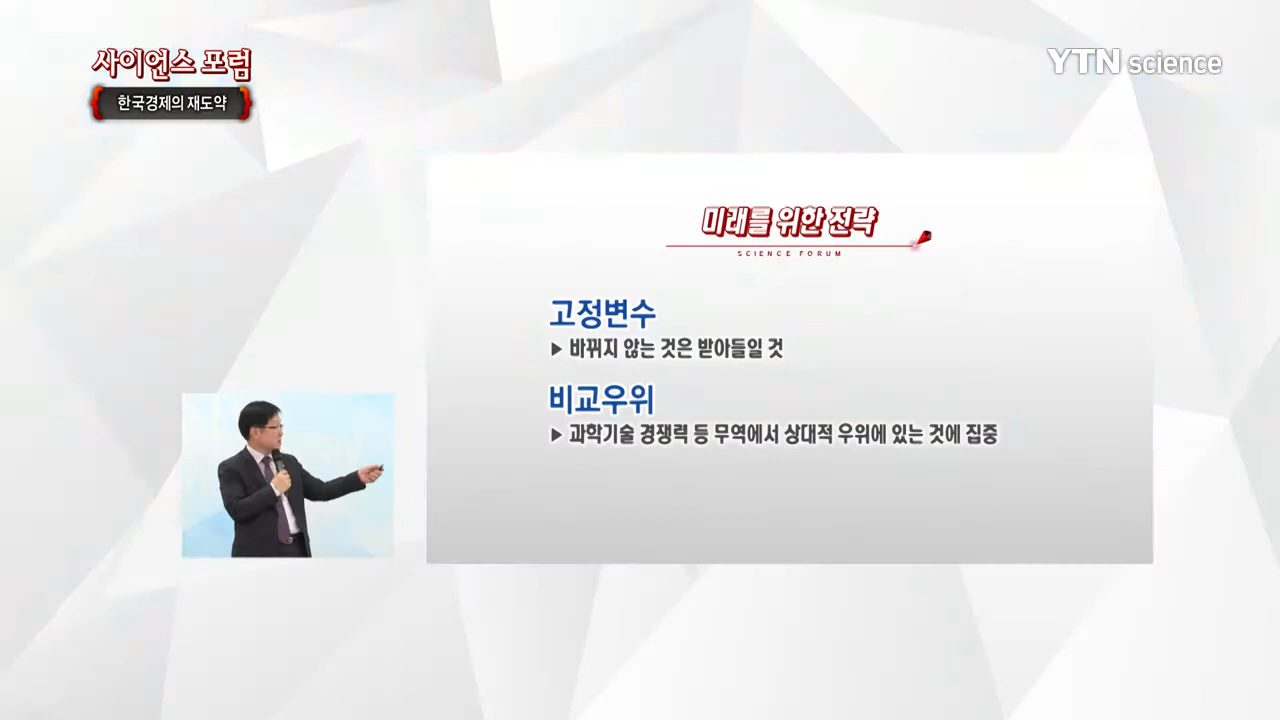 사이언스 포럼
한국경제의 재도약
YTN science
미래를 위한 전략
SCIENCE FORUM
고정변수
▶ 바뀌지 않는 것은 받아들일 것
비교우위
▶ 과학기술 경쟁력 등 무역에서 상대적 우위에 있는 것에 집중